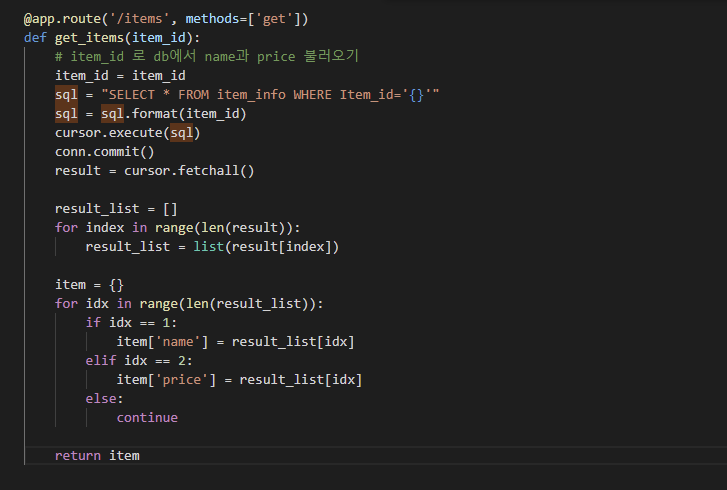 @app.route('/items', methods=['get'])
def get_items(item_id):
    # item_id 로 db에서 name과 price 불러오기
    item_id = item_id
    sql = "SELECT * FROM item_info WHERE Item_id='{}'"
    sql = sql.format(item_id)
    cursor.execute(sql)
    conn.commit()
    result = cursor.fetchall()

    result_list = []
    for index in range(len(result)):
        result_list = list(result[index])

    item = {}
    for idx in range(len(result_list)):
        if idx == 1:
            item['name'] = result_list[idx]
        elif idx == 2:
            item['price'] = result_list[idx]
        else:
            continue

    return item